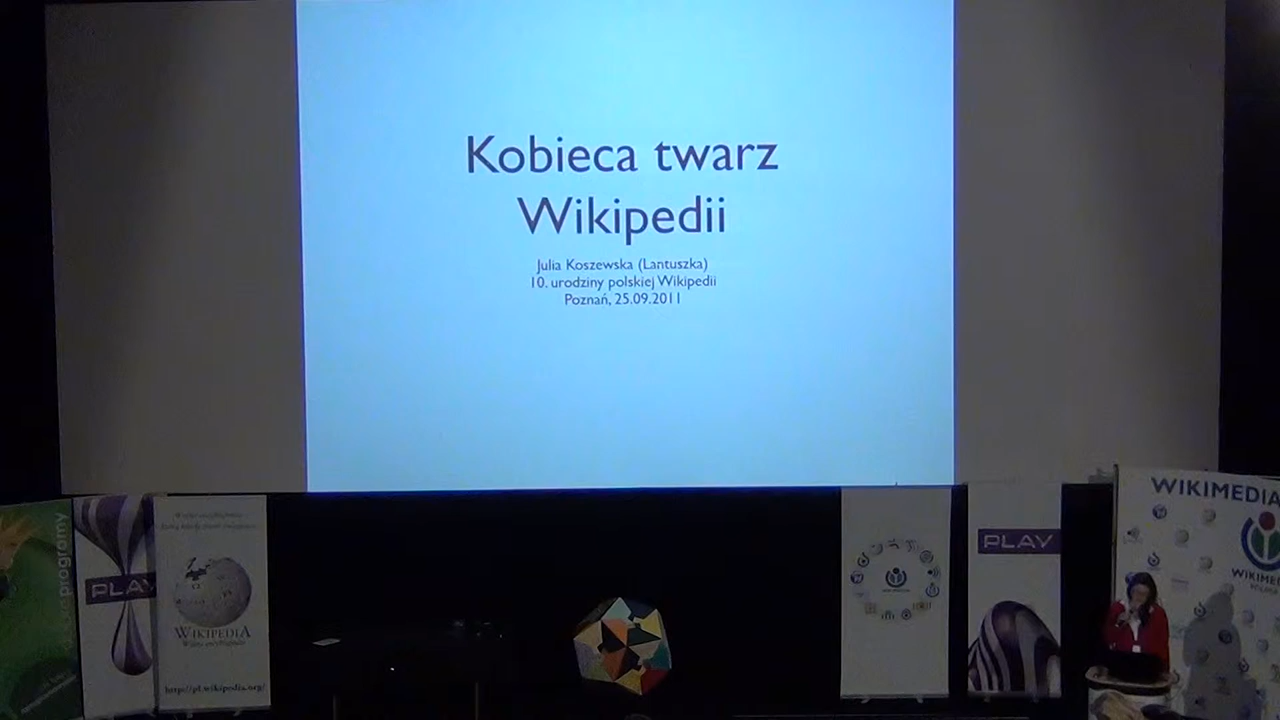 Kobieca twarz
Wikipedii
Julia Koszewska (Lantuszka)
10. urodziny polskiej Wikipedii
Poznań, 25.09.2011
programy
PLAY
WIKIPEDIA
http://pl.wikipedia.org/
PLAY
WIKIMEDIA